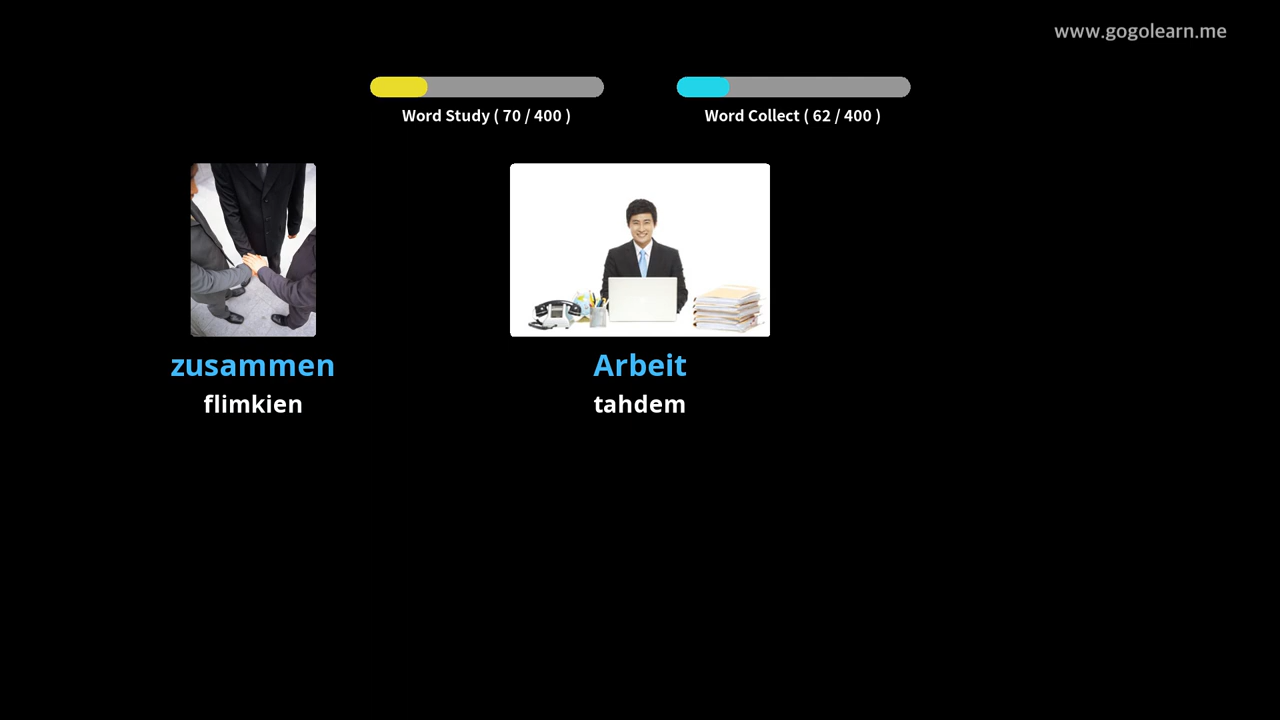 www.gogolearn.me
Word Study ( 70 / 400 )
Word Collect ( 62 / 400 )
zusammen
flimkien
Arbeit
tahdem